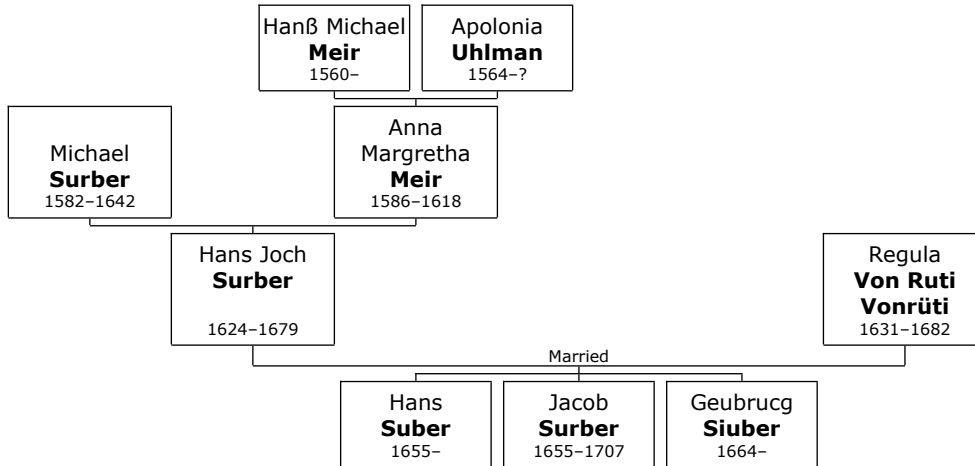 Hanß Michael
Meir
1560–
Apolonia
Uhlman
1564–?
Michael
Surber
1582–1642
Anna
Margretha
Meir
1586–1618
Hans Joch
Surber
1624–1679
Regula
Von Ruti
Vonrüti
1631–1682
Married
Hans
Suber
1655–
Jacob
Surber
1655–1707
Geubrucg
Siuber
1664–